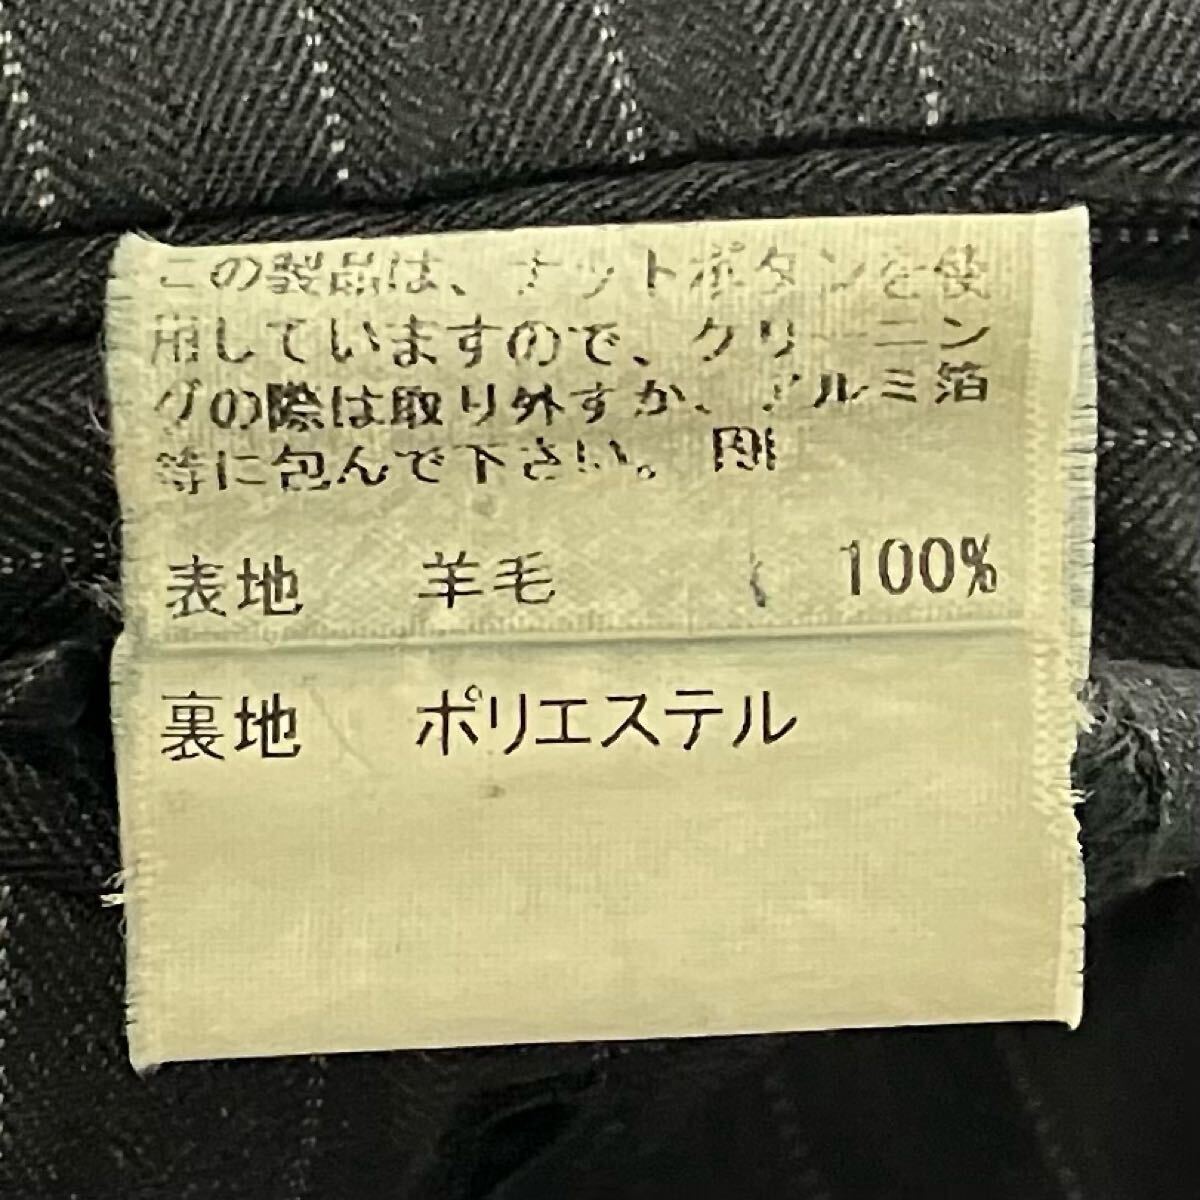 この製品は、ナットボタンを使
用していますので、クリーニン
グの際は取り外すか、アルミ箔
等に包んで下さい。
表地 羊毛 100%
裏地 ポリエステル